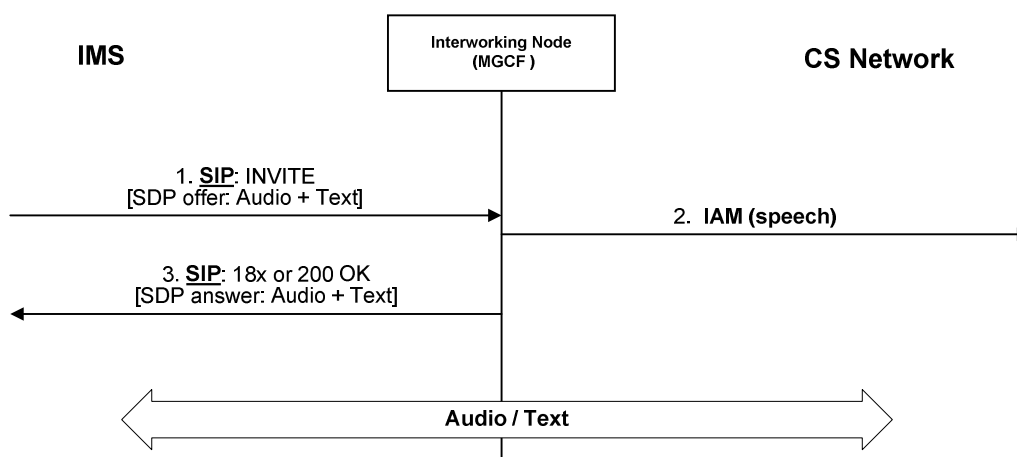 IMS
Interworking Node
(MGCF )
CS Network
1. SIP: INVITE
[SDP offer: Audio + Text]
2. IAM (speech)
3. SIP: 18x or 200 OK
[SDP answer: Audio + Text]
Audio / Text